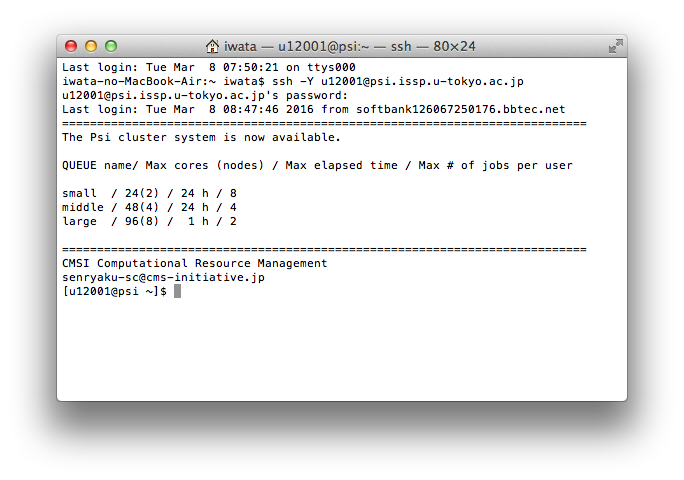 iwata — u12001@psi:~ — ssh — 80×24
Last login: Tue Mar  8 07:50:21 on ttys000
iwata-no-MacBook-Air:~ iwata$ ssh -Y u12001@psi.issp.u-tokyo.ac.jp
u12001@psi.issp.u-tokyo.ac.jp's password:
Last login: Tue Mar  8 08:47:46 2016 from softbank126067250176.bbtec.net
===========================================================================
The Psi cluster system is now available.
QUEUE name/ Max cores (nodes) / Max elapsed time / Max # of jobs per user
small  / 24(2) / 24 h / 8
middle / 48(4) / 24 h / 4
large  / 96(8) /  1 h / 2
===========================================================================
CMSI Computational Resource Management
senryaku-sc@cms-initiative.jp
[u12001@psi ~]$